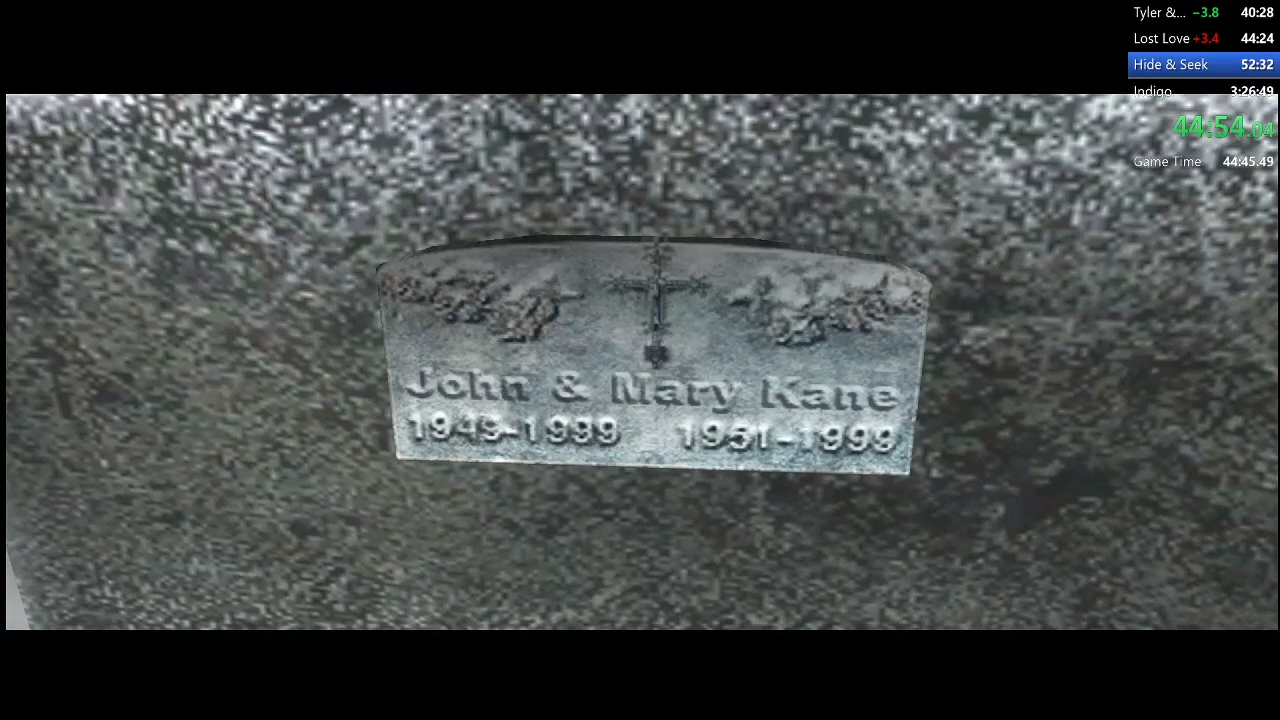 Tyler &... −3.8 40:28
Lost Love +3.4 44:24
Hide & Seek 52:32
Indigo 3:26:49
44:54.04
Game Time 44:45.49
John & Mary Kane
1949-1999 1951-1999